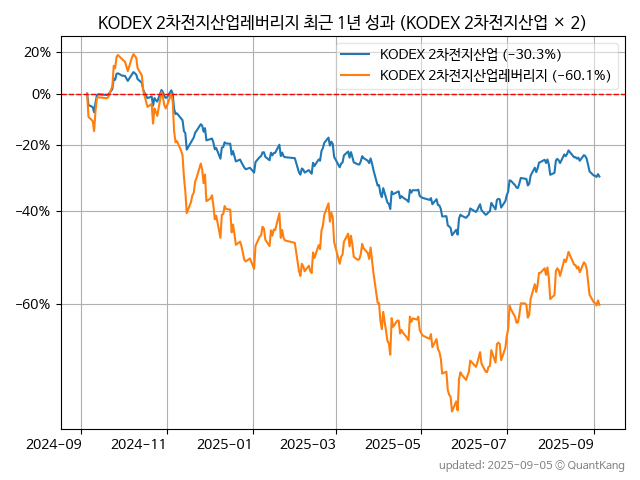 KODEX 2차전지산업레버리지 최근 1년 성과 (KODEX 2차전지산업 × 2)
KODEX 2차전지산업 (−30.3%)
KODEX 2차전지산업레버리지 (−60.1%)
20%
0%
−20%
−40%
−60%
2024−09 2024−11 2025−01 2025−03 2025−05 2025−07 2025−09
updated: 2025−09−05 © QuantKang